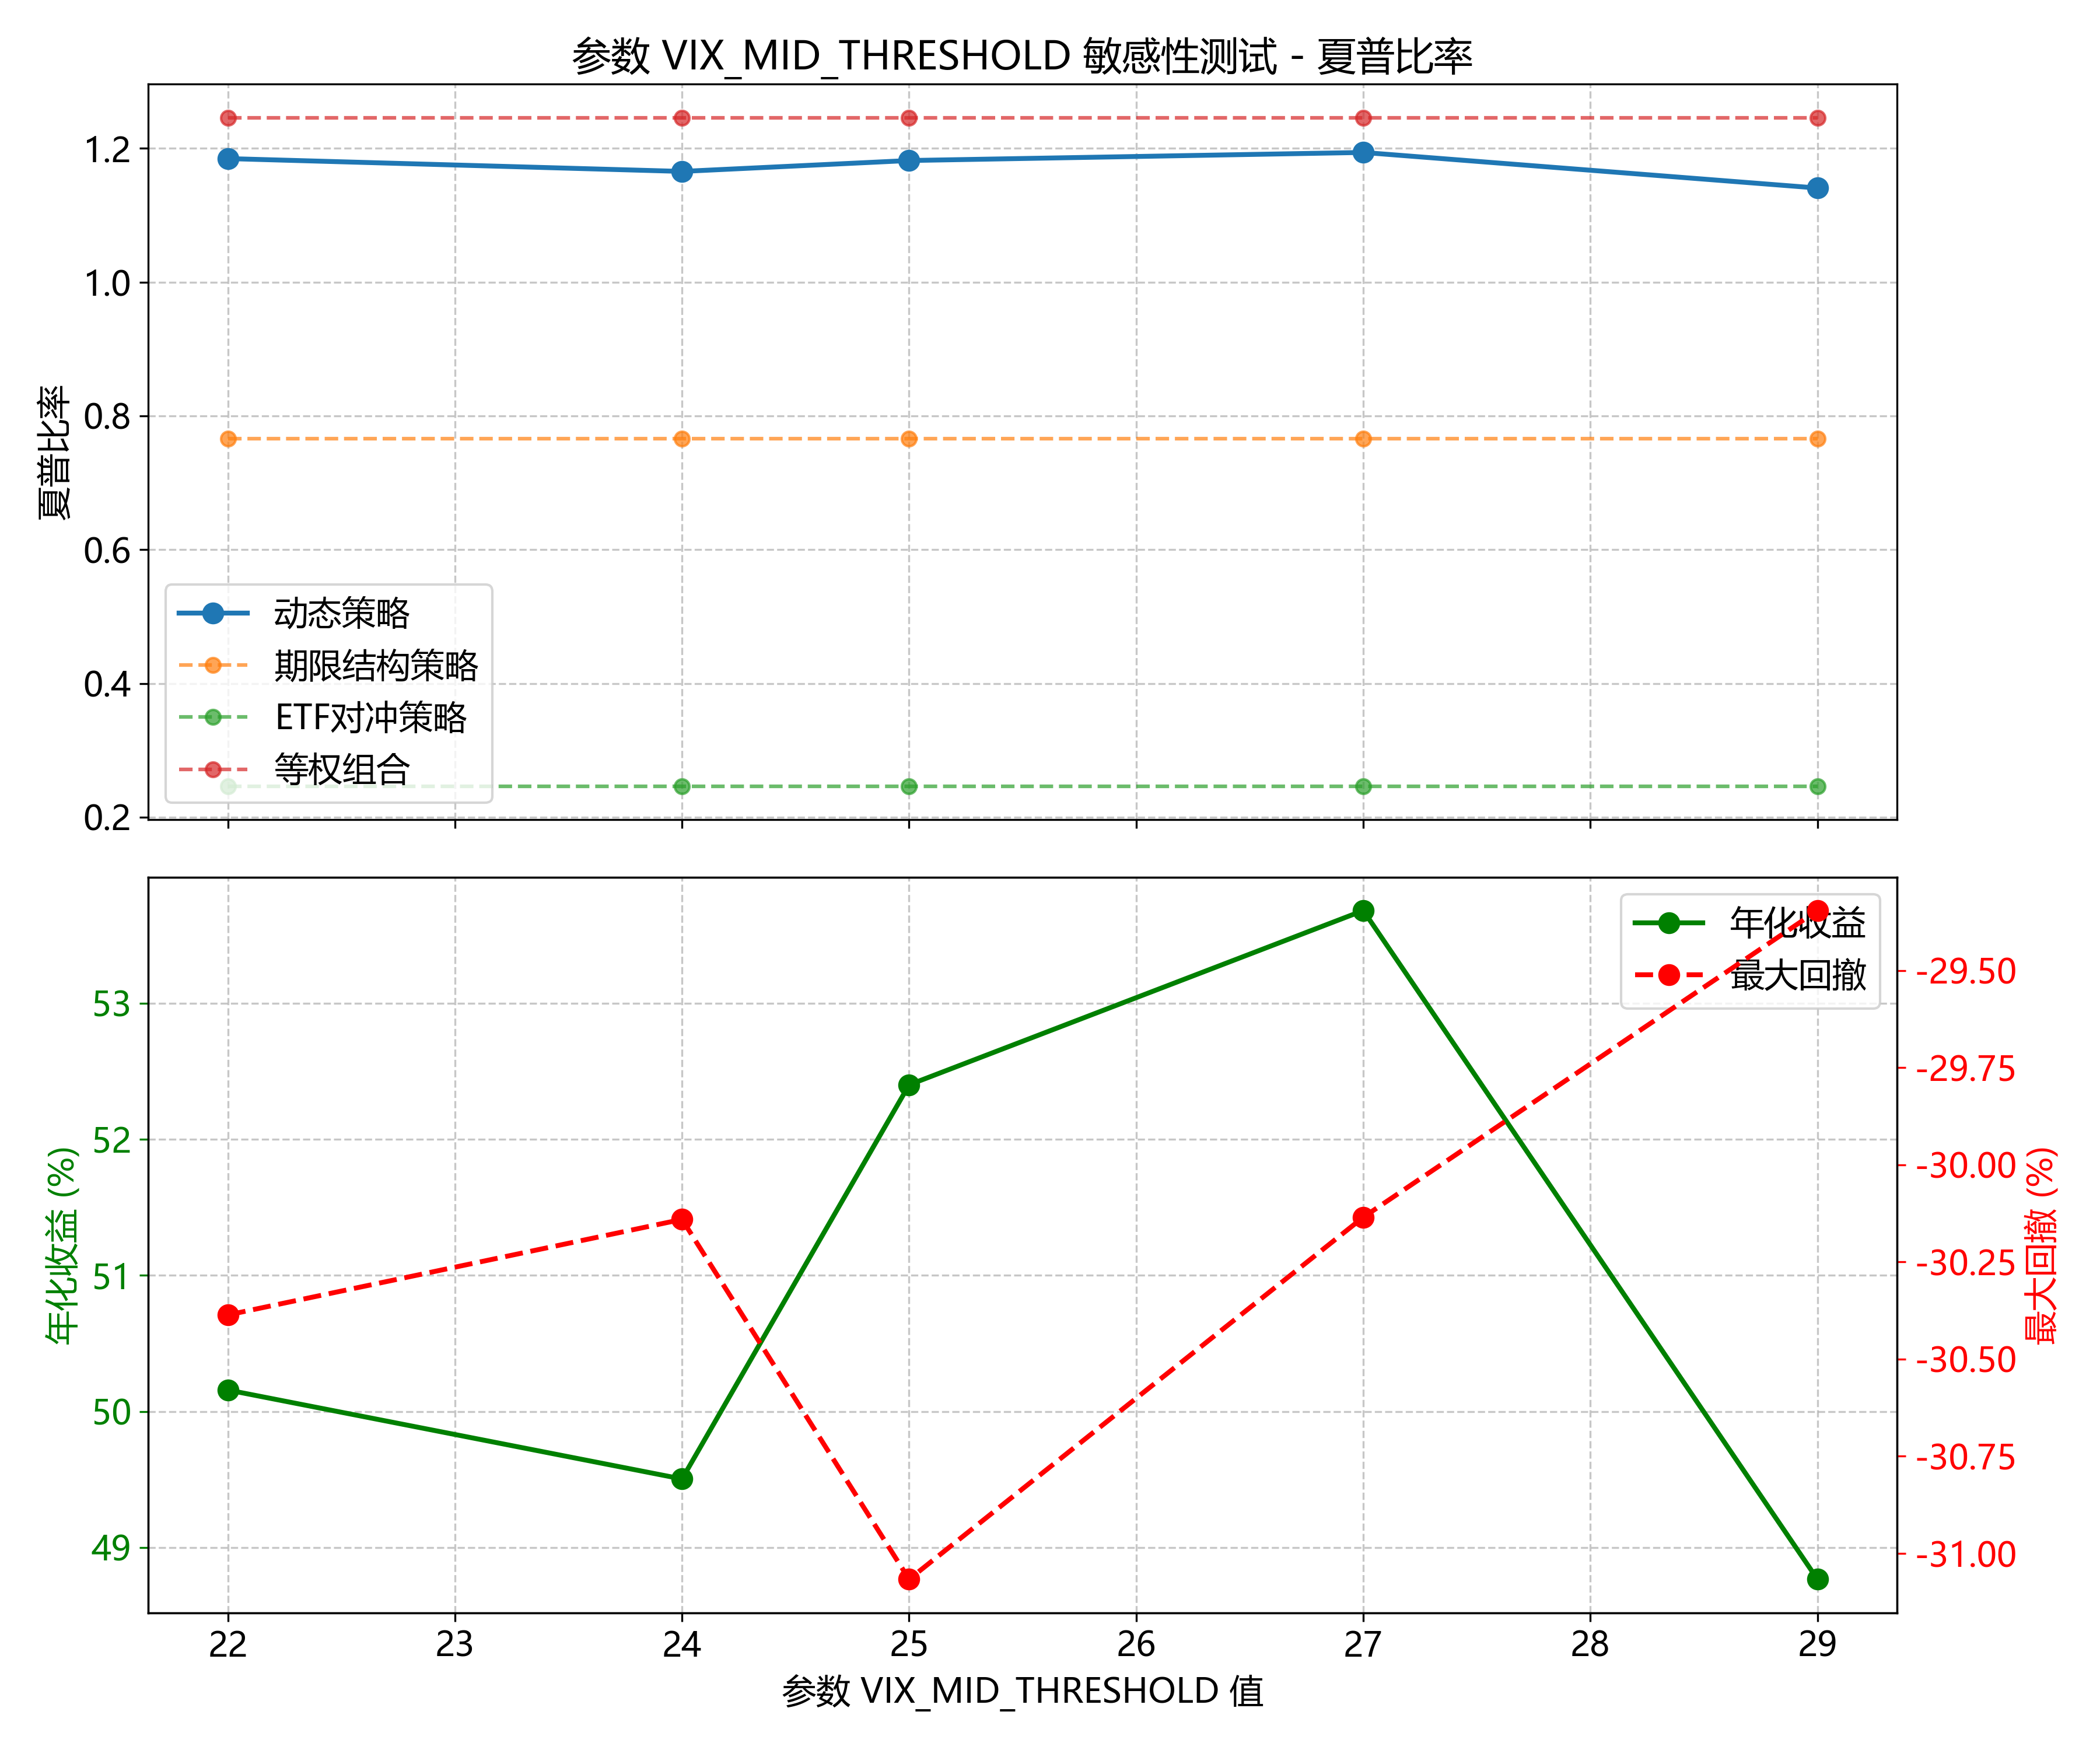 参数 VIX_MID_THRESHOLD 敏感性测试 - 夏普比率
夏普比率
1.2
1.0
0.8
0.6
0.4
0.2
动态策略
期限结构策略
ETF对冲策略
等权组合
年化收益 (%)
53
52
51
50
49
年化收益
最大回撤
-29.50
-29.75
-30.00
-30.25
-30.50
-30.75
-31.00
最大回撤 (%)
22 23 24 25 26 27 28 29
参数 VIX_MID_THRESHOLD 值